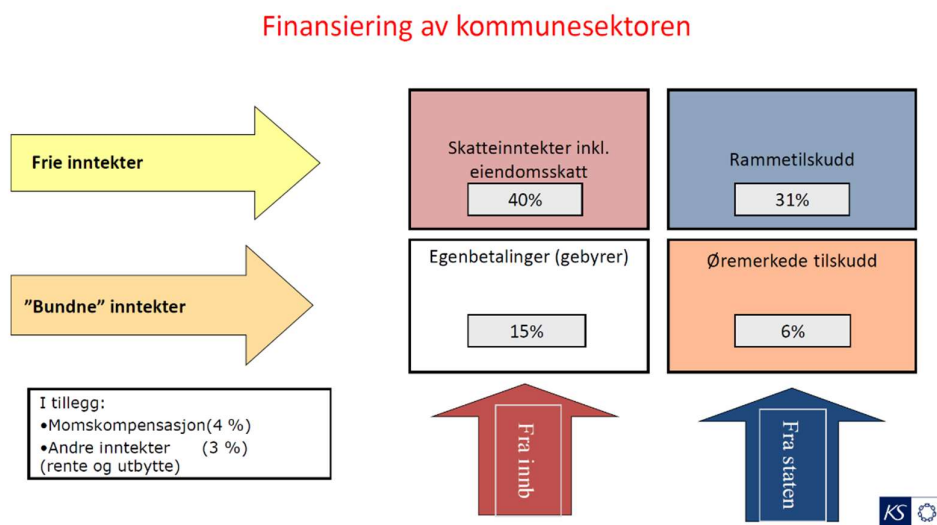 Finansiering av kommunesektoren
Frie inntekter
Skatteinntekter inkl.
eiendomsskatt
40%
Rammetilskudd
31%
”Bundne” inntekter
Egenbetalinger (gebyrer)
15%
Øremerkede tilskudd
6%
I tillegg:
•Momskompensasjon(4 %)
•Andre inntekter (3 %)
(rente og utbytte)
Fra innb
Fra staten
KS